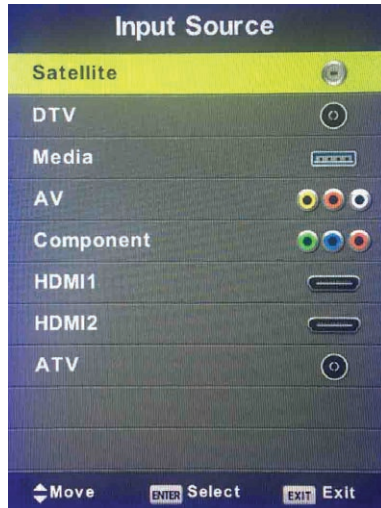 Input Source
Satellite
DTV
Media
AV
Component
HDMI1
HDMI2
ATV
Move ENTER Select EXIT Exit